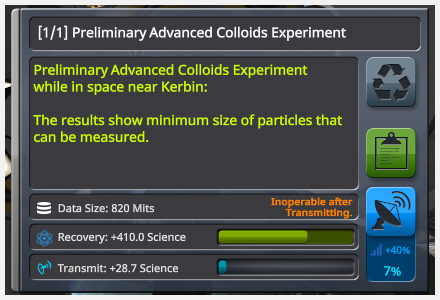 [1/1] Preliminary Advanced Colloids Experiment
Preliminary Advanced Colloids Experiment
while in space near Kerbin:
The results show minimum size of particles that
can be measured.
Data Size: 820 Mits
Inoperable after
Transmitting.
Recovery: +410.0 Science
Transmit: +28.7 Science
+40%
7%